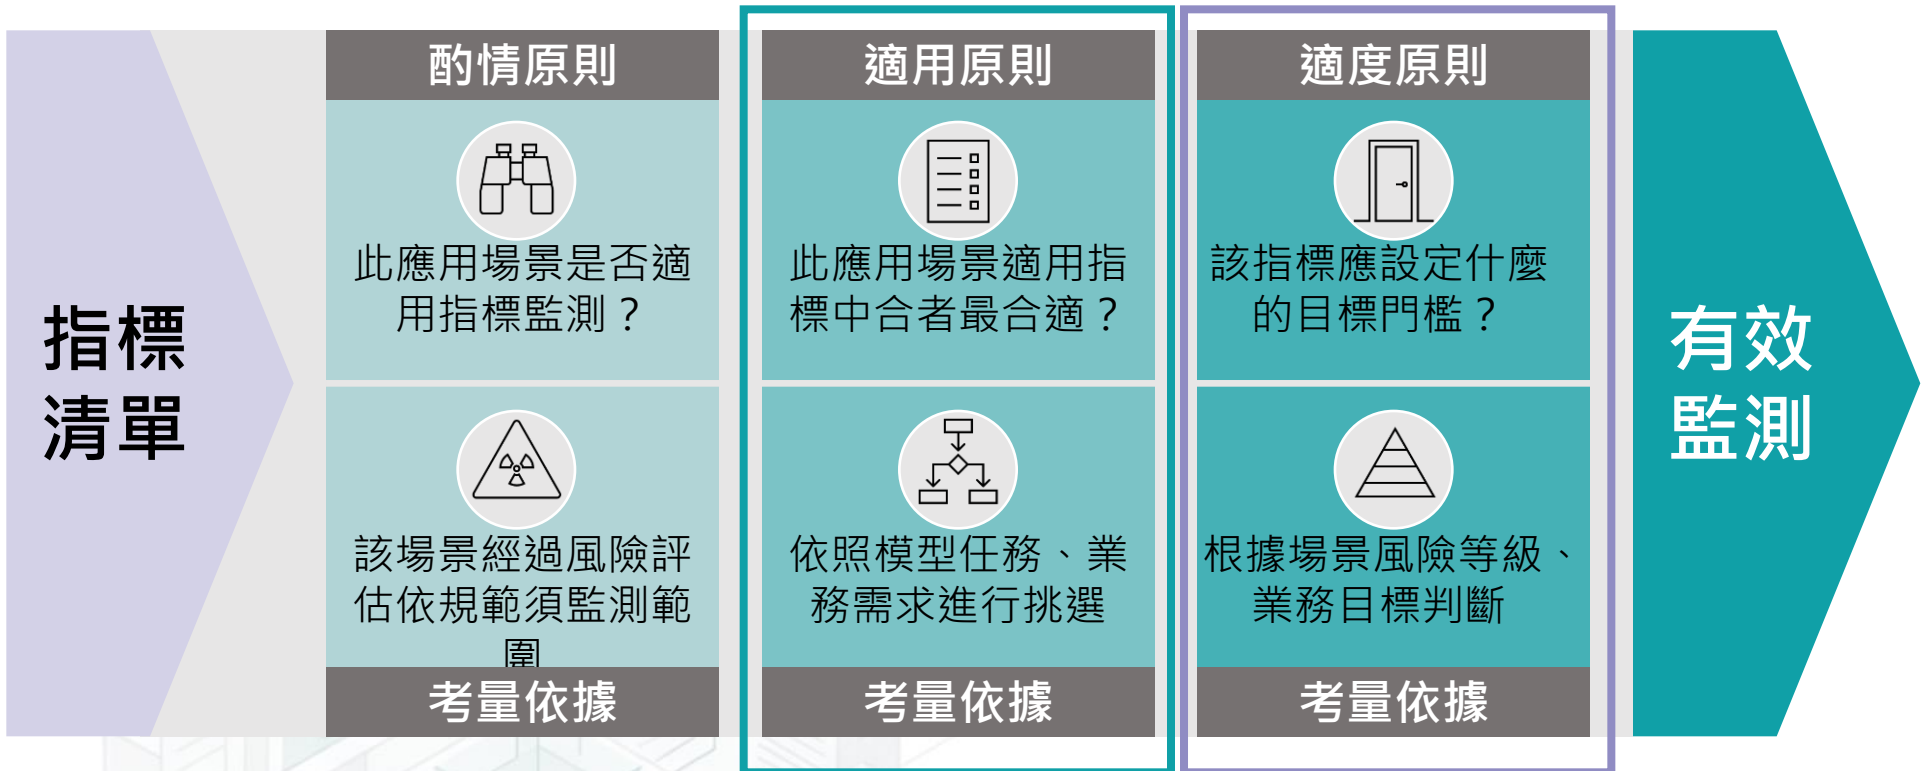 指標
清單
酌情原則
此應用場景是否適
用指標監測？
該場景經過風險評
估依規範須監測範
圍
考量依據
適用原則
此應用場景適用指
標中合者最合適？
依照模型任務、業
務需求進行挑選
考量依據
適度原則
該指標應設定什麼
的目標門檻？
根據場景風險等級、
業務目標判斷
考量依據
有效
監測